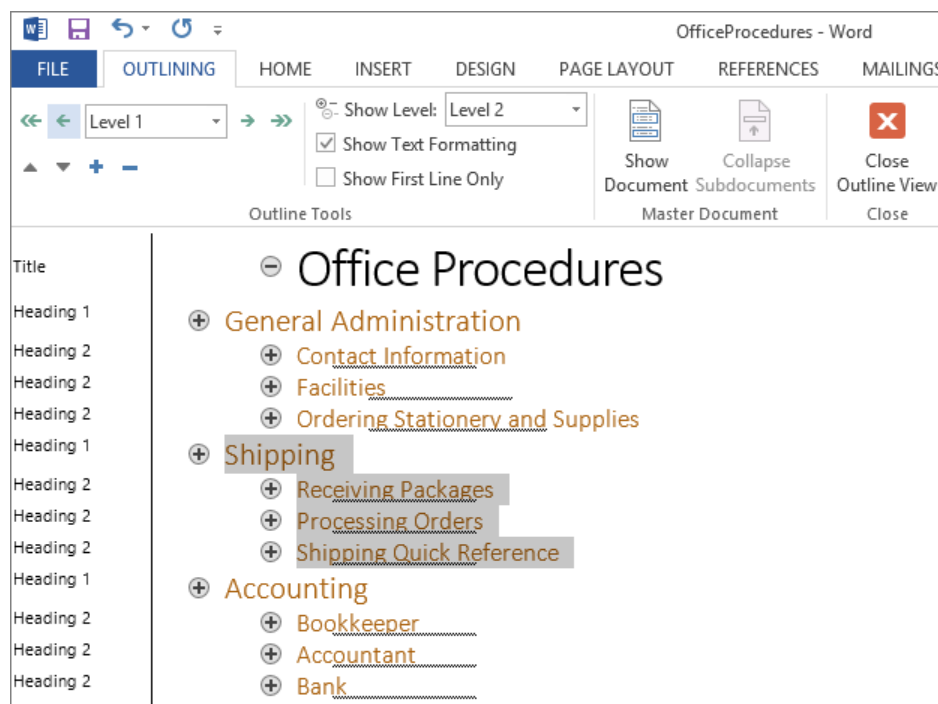 OfficeProcedures - Word
FILE OUTLINING HOME INSERT DESIGN PAGE LAYOUT REFERENCES MAILINGS
Level 1 Show Level: Level 2
Show Text Formatting
Show First Line Only
Show Document
Collapse Subdocuments
Close Outline View
Outline Tools Master Document Close
Title Office Procedures
Heading 1 General Administration
Heading 2 Contact Information
Heading 2 Facilities
Heading 2 Ordering Stationery and Supplies
Heading 1 Shipping
Heading 2 Receiving Packages
Heading 2 Processing Orders
Heading 2 Shipping Quick Reference
Heading 1 Accounting
Heading 2 Bookkeeper
Heading 2 Accountant
Heading 2 Bank